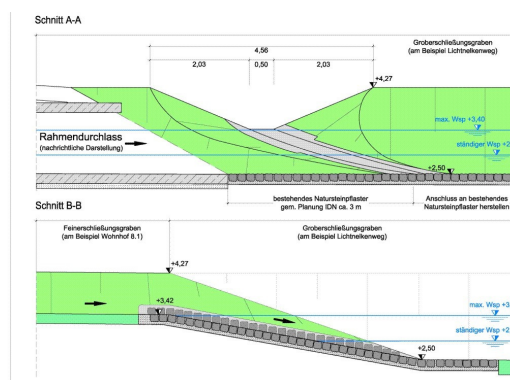 Schnitt A-A
Groberschließungsgraben
(am Beispiel Lichtnelkenweg)
4,56
2,03 0,50 2,03
+4,27
max. Wsp +3,40
Rahmendurchlass
(nachrichtliche Darstellung)
ständiger Wsp +2
+2,50
bestehendes Natursteinpflaster
gem. Planung IDN ca. 3 m
Anschluss an bestehendes
Natursteinpflaster herstellen
Schnitt B-B
Feinerschließungsgraben
(am Beispiel Wohnhof 8.1)
Groberschließungsgraben
(am Beispiel Lichtnelkenweg)
+4,27
+3,42
max. Wsp +3
ständiger Wsp +2
+2,50